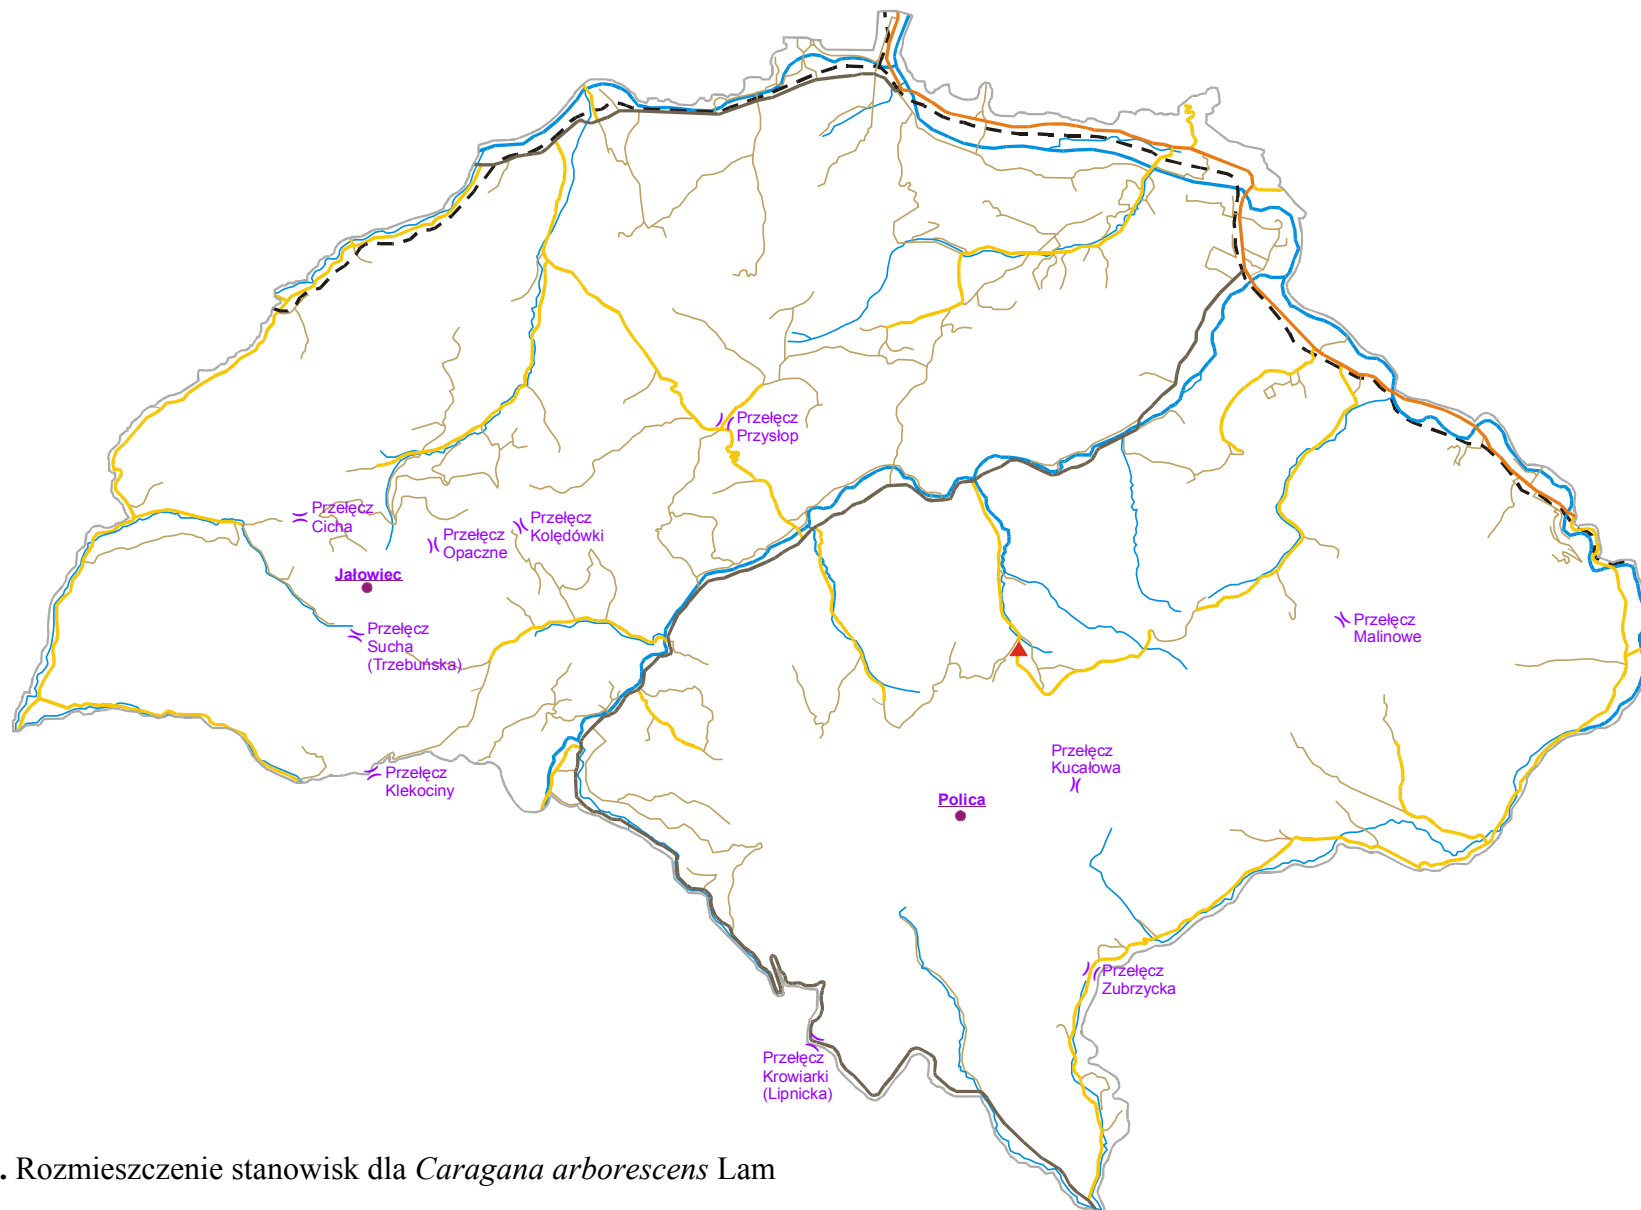 Przełęcz
Przysłop
Przełęcz
Cicha
Przełęcz
Opaczne
Przełęcz
Kolędówki
Jałowiec
Przełęcz
Sucha
(Trzebuńska)
Przełęcz
Malinowe
Przełęcz
Klekociny
Przełęcz
Kucałowa
Polica
Przełęcz
Zubrzycka
Przełęcz
Krowiarki
(Lipnicka)
. Rozmieszczenie stanowisk dla Caragana arborescens Lam